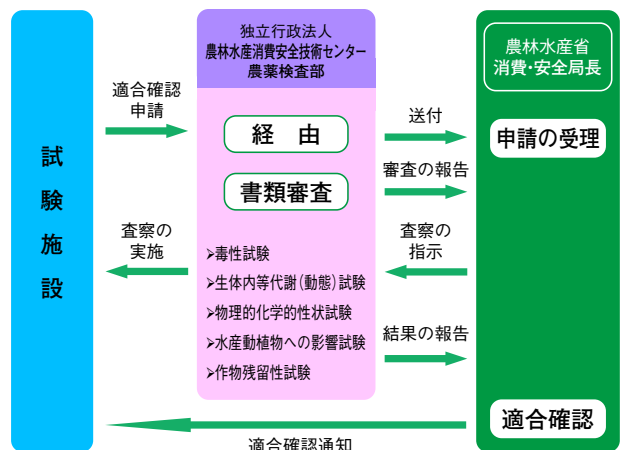 試験施設
適合確認
申請
査察の
実施
独立行政法人
農林水産消費安全技術センター
農薬検査部
経　由
書類審査
➢毒性試験
➢生体内等代謝(動態)試験
➢物理的化学的性状試験
➢水産動植物への影響試験
➢作物残留性試験
送付
審査の報告
査察の
指示
結果の報告
農林水産省
消費・安全局長
申請の受理
適合確認
適合確認通知